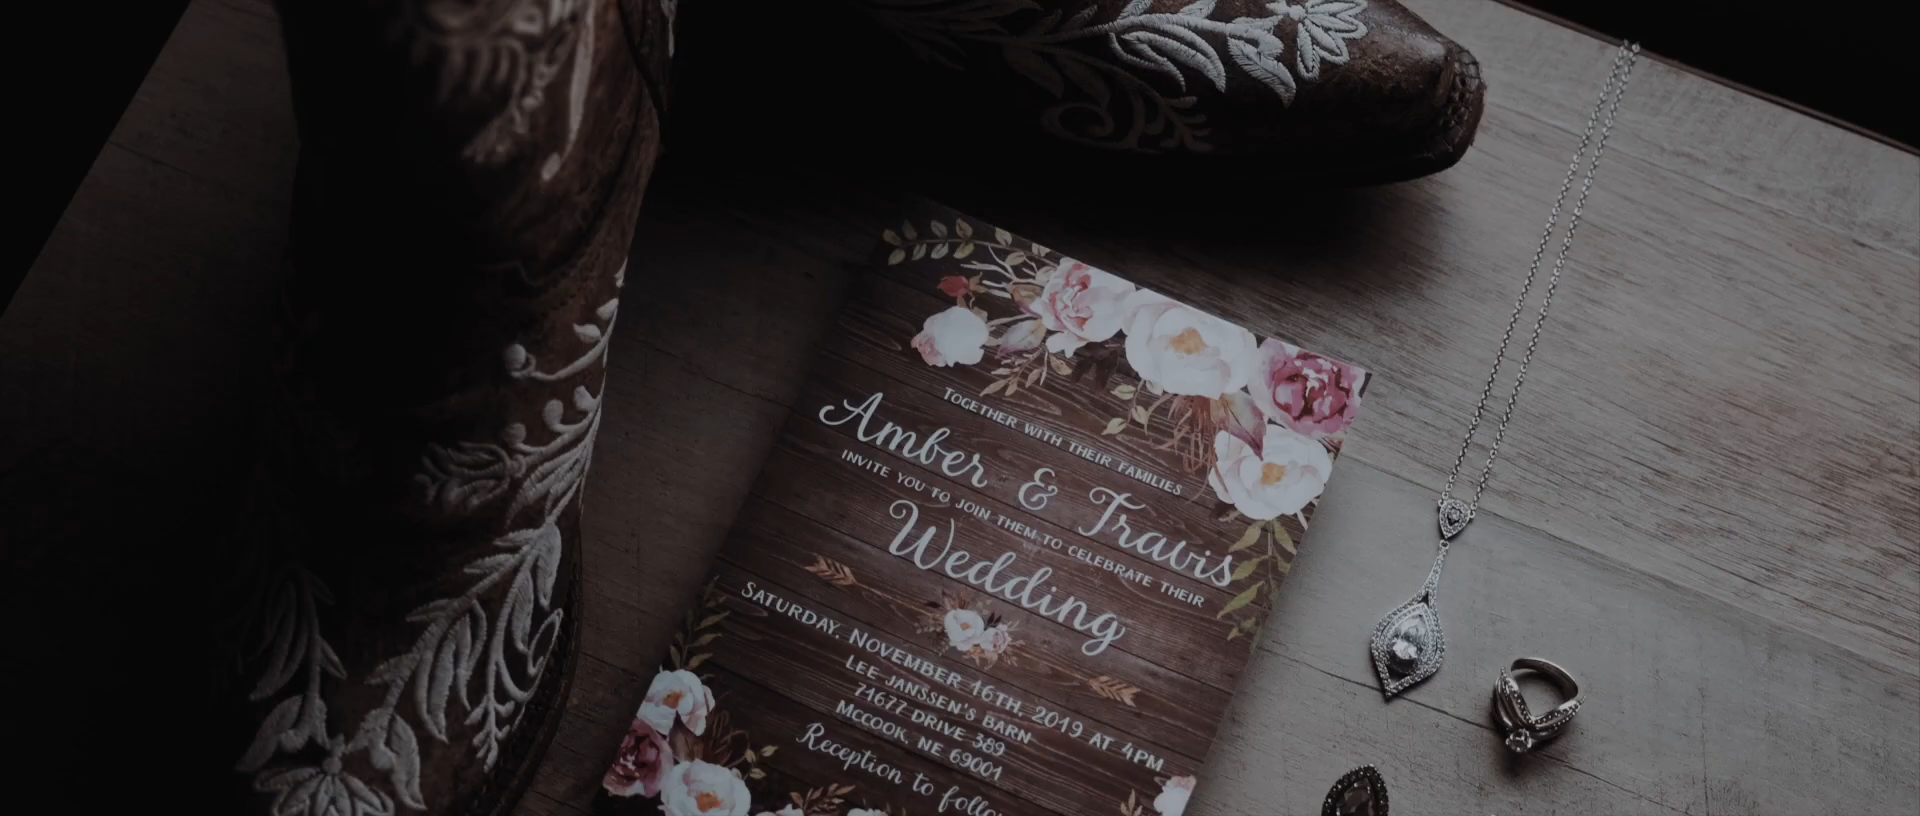 TOGETHER WITH THEIR FAMILIES
Amber & Travis
INVITE YOU TO JOIN THEM TO CELEBRATE THEIR
Wedding
SATURDAY, NOVEMBER 16TH, 2019 AT 4PM
LEE JANSSEN'S BARN
71677 DRIVE 389
MCCOOK, NE 69001
Reception to